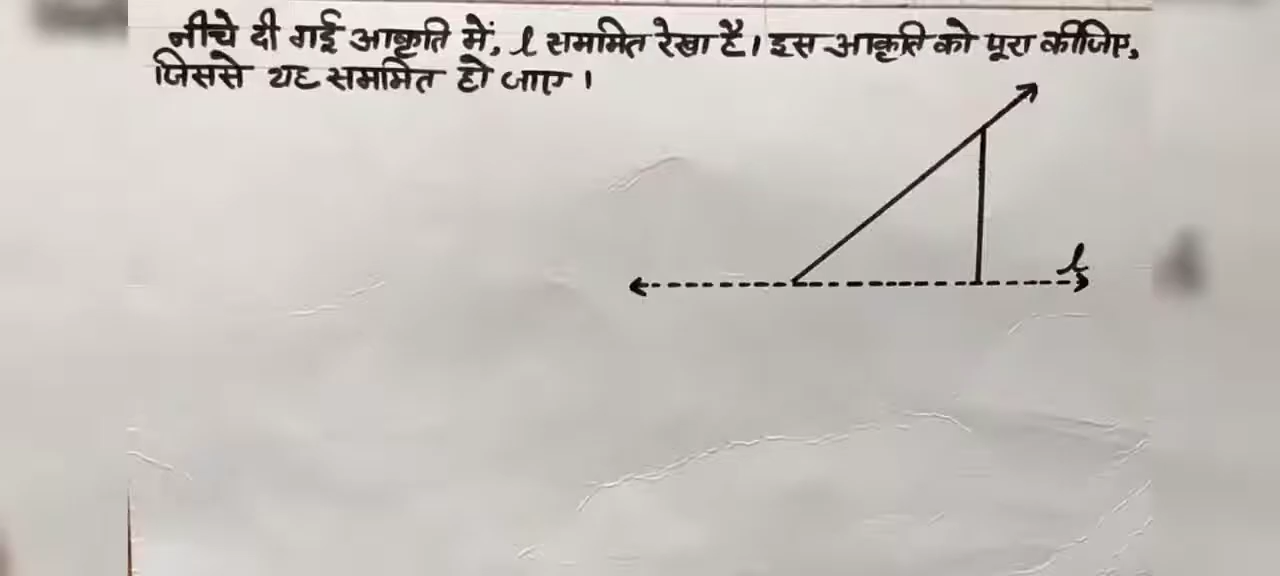 नीचे दी गई आकृति में, l सममित रेखा है। इस आकृति को पूरा कीजिए,
जिससे यह सममित हो जाए।
l